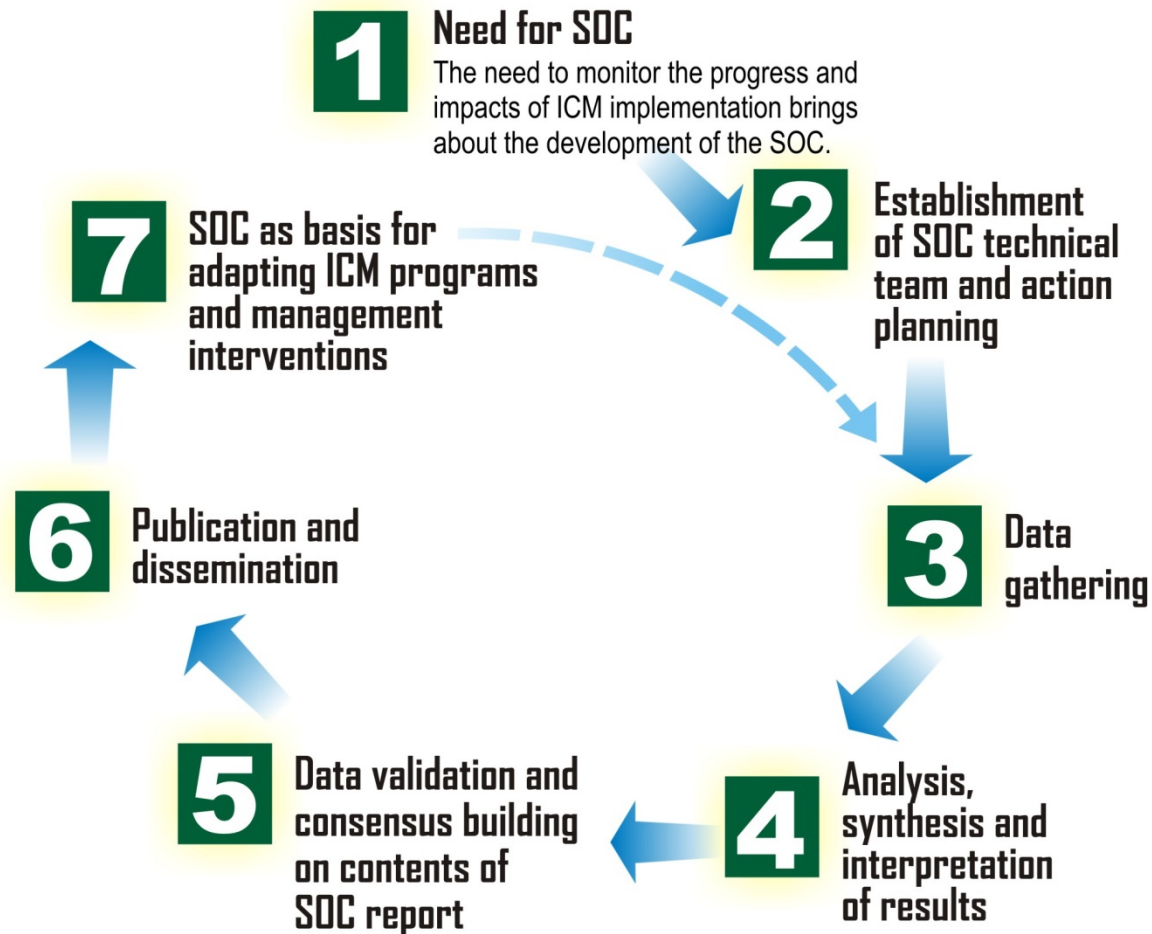 1
Need for SOC
The need to monitor the progress and
impacts of ICM implementation brings
about the development of the SOC.
2
Establishment
of SOC technical
team and action
planning
3
Data
gathering
4
Analysis,
synthesis and
interpretation
of results
5
Data validation and
consensus building
on contents of
SOC report
6
Publication and
dissemination
7
SOC as basis for
adapting ICM programs
and management
interventions